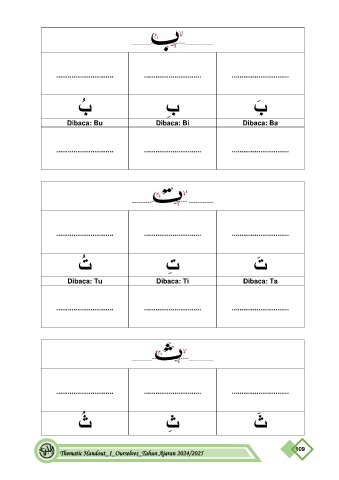 ب
بُ بِ بَ
Dibaca: Bu Dibaca: Bi Dibaca: Ba
ت
تُ تِ تَ
Dibaca: Tu Dibaca: Ti Dibaca: Ta
ث
ثُ ثِ ثَ
Thematic Handout_1_Ourselves_Tahun Ajaran 2024/2025
109